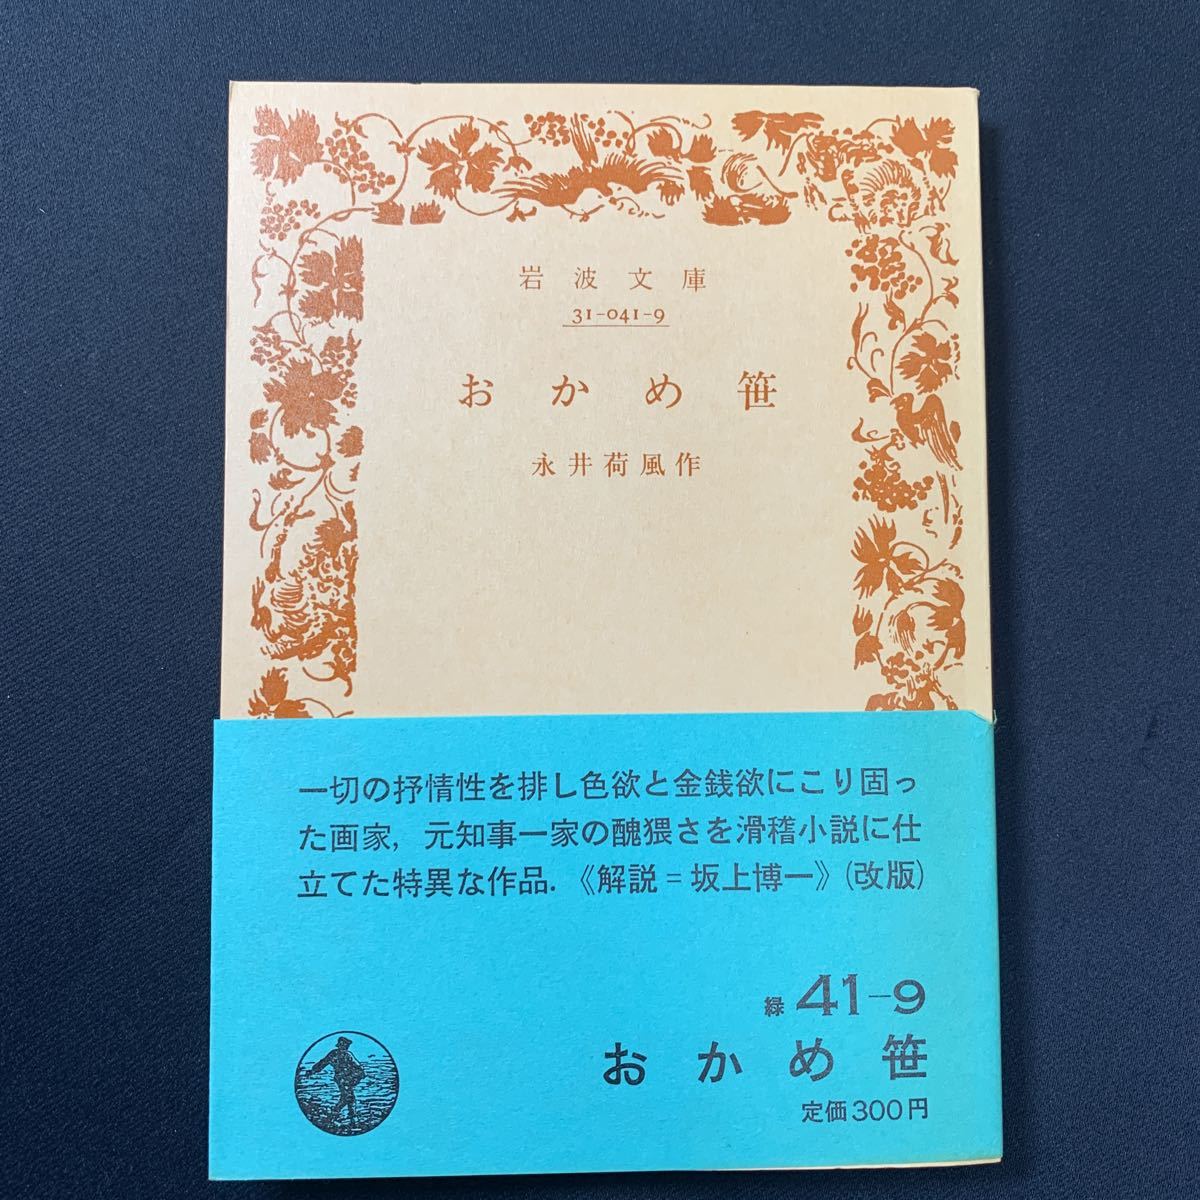 岩波文庫
31-041-9
おかめ笹
永井荷風作
一切の抒情性を排し色欲と金銭欲にこり固っ
た画家，元知事一家の醜猥さを滑稽小説に仕
立てた特異な作品．《解説＝坂上博一》（改版）
緑 41-9
おかめ笹
定価300円